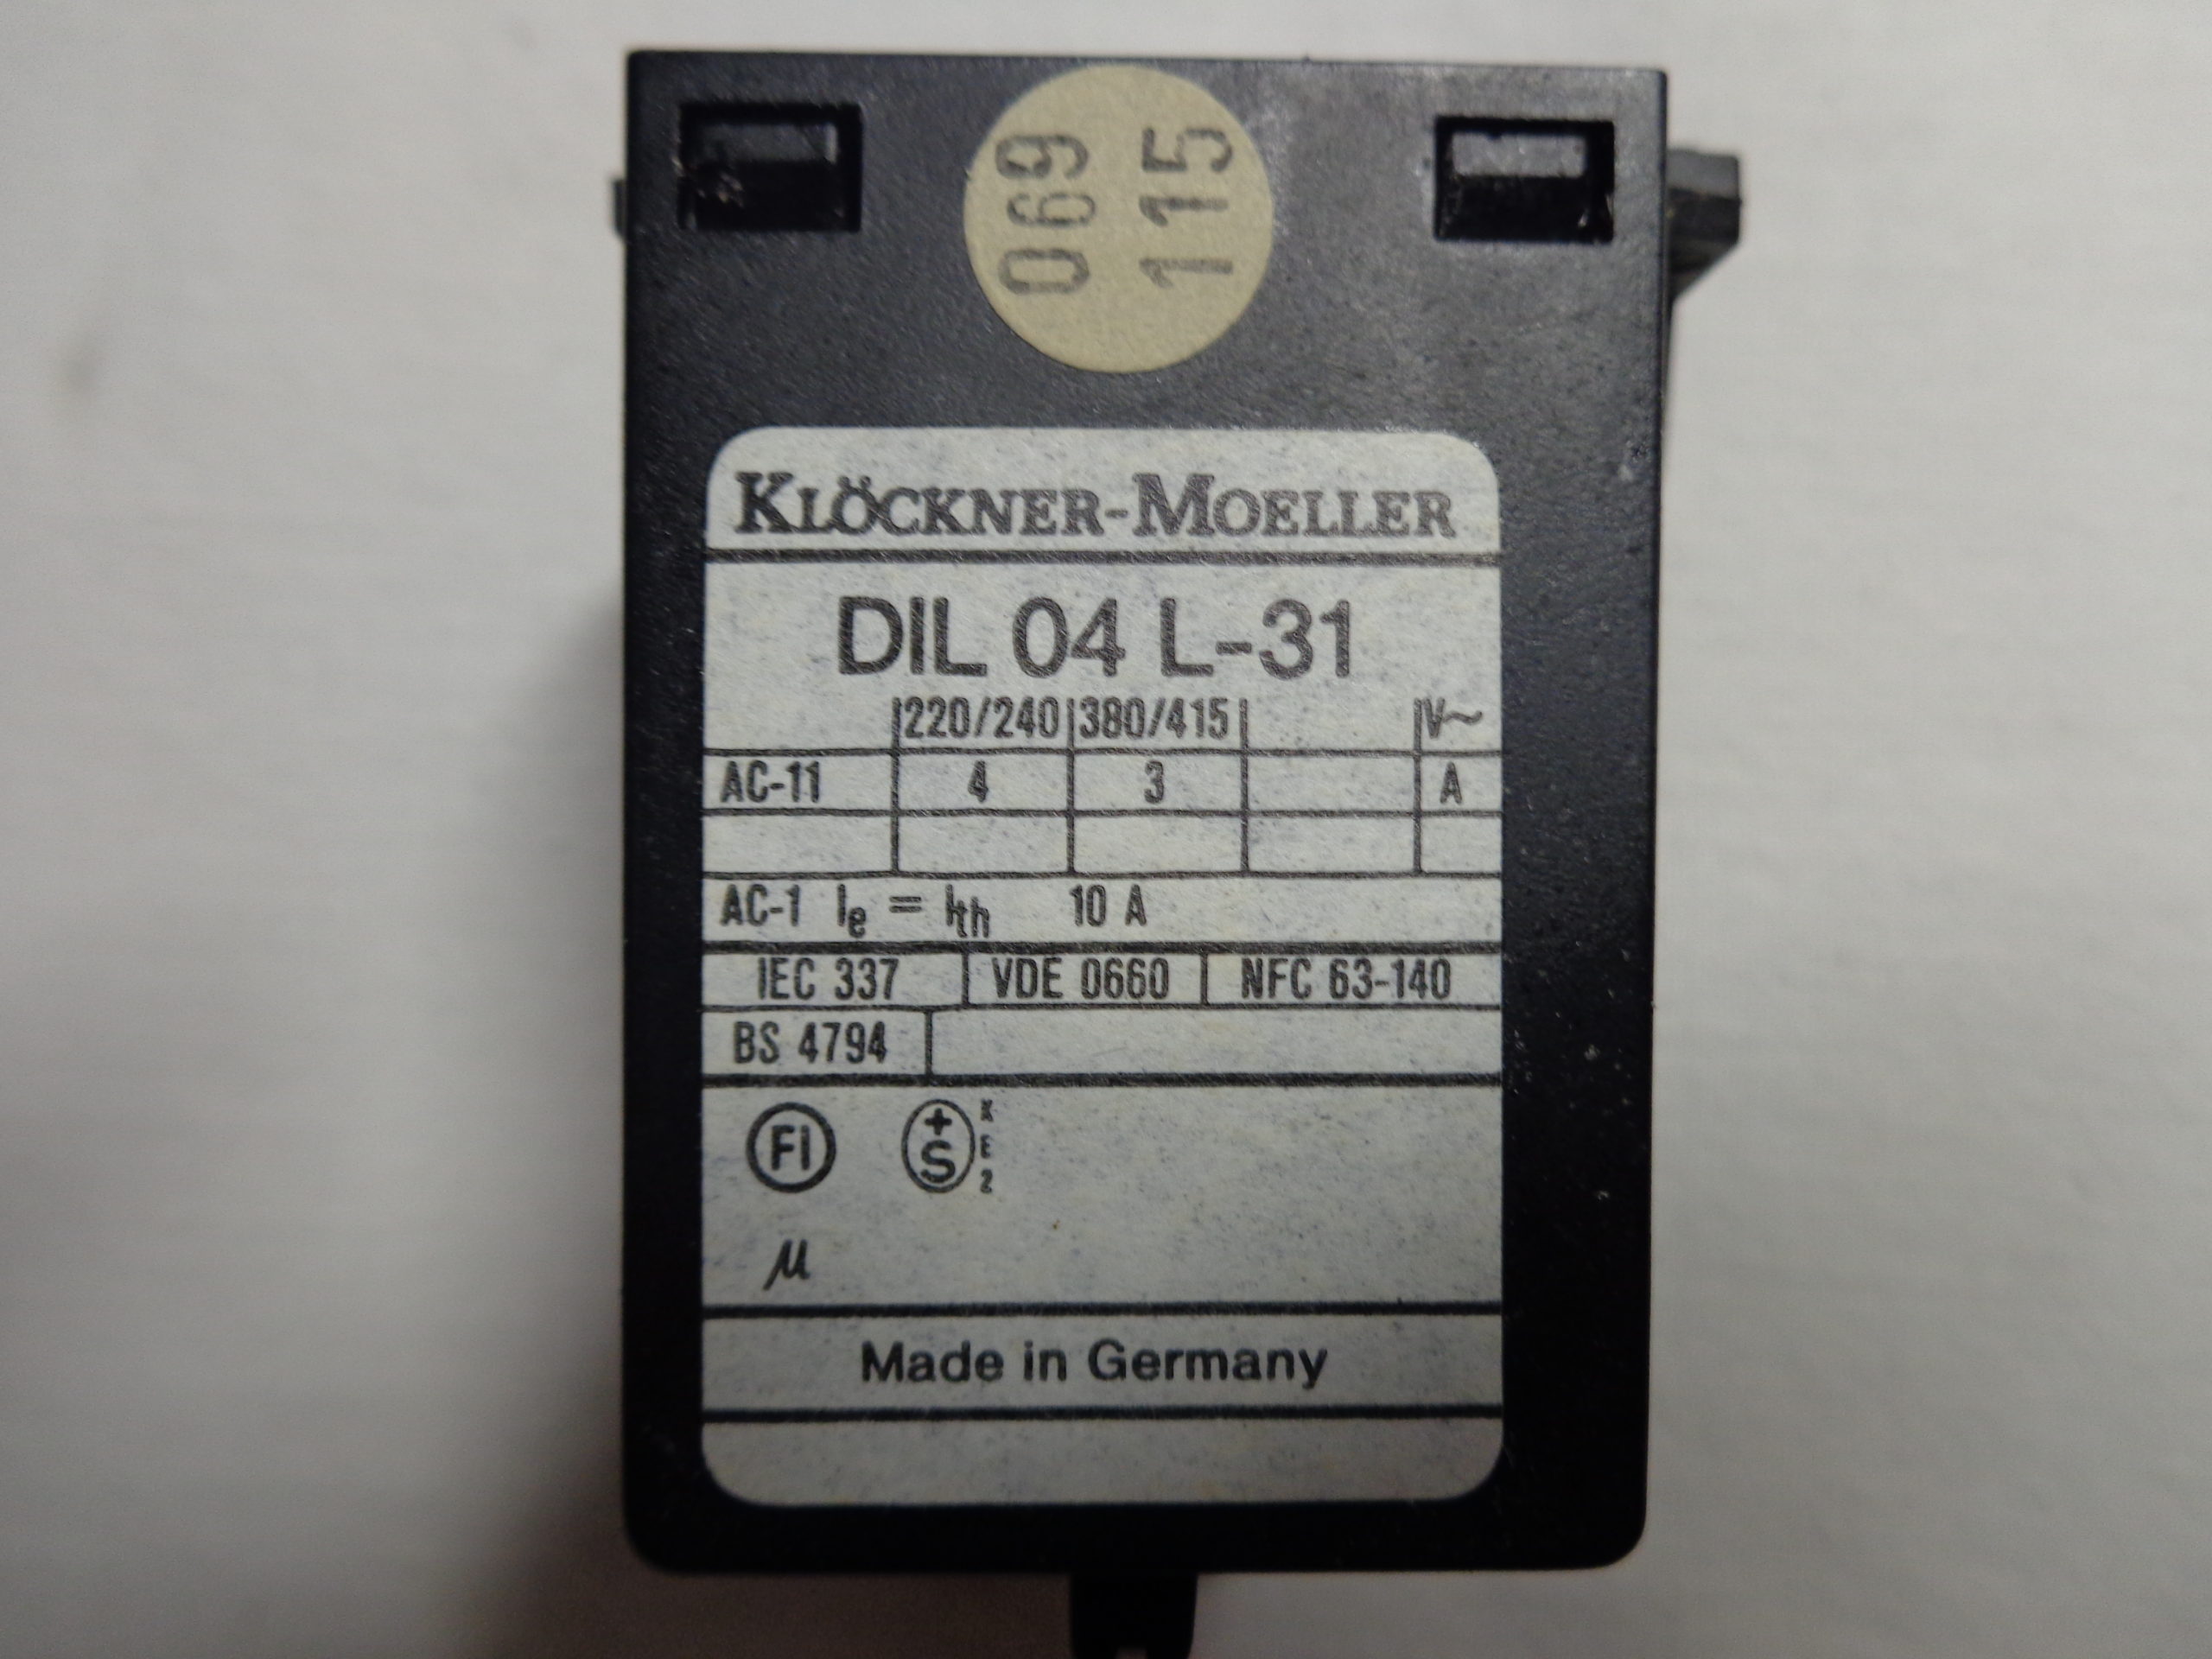 069
115
KLÖCKNER-MOELLER
DIL 04 L-31
220/240 380/415 V~
AC-11 4 3 A
AC-1 Ie = Ith 10 A
IEC 337 VDE 0660 NFC 63-140
BS 4794
FI +S KE2
µ
Made in Germany